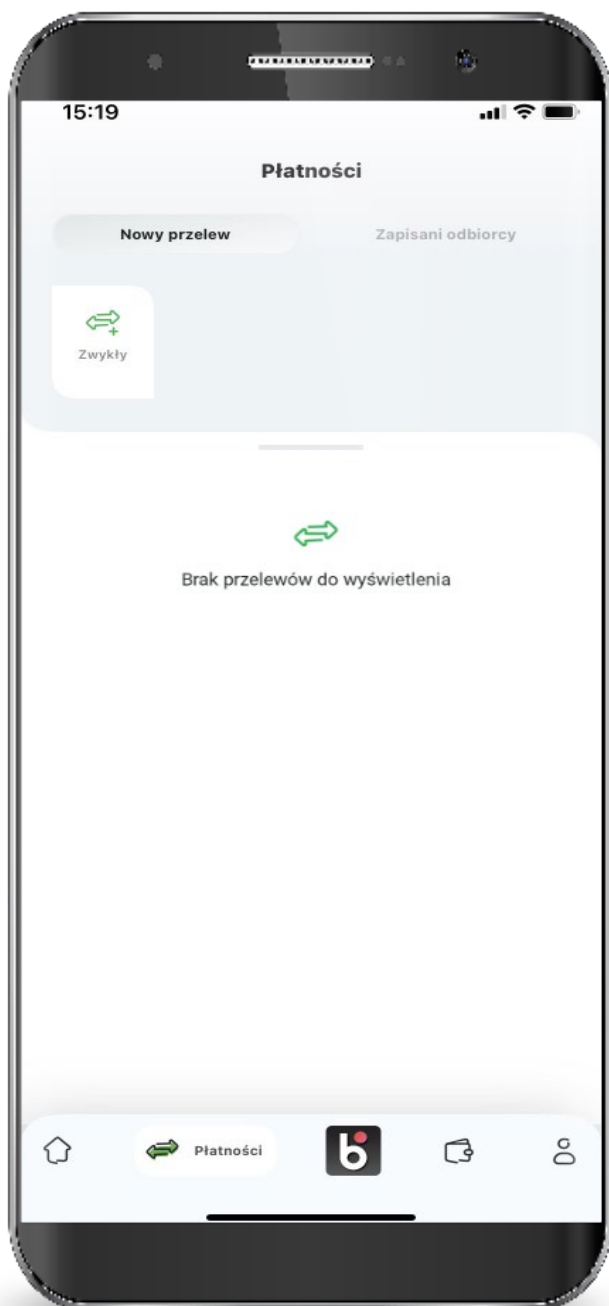 15:19
Płatności
Nowy przelew
Zapisani odbiorcy
Zwykły
Brak przelewów do wyświetlenia
Płatności
b